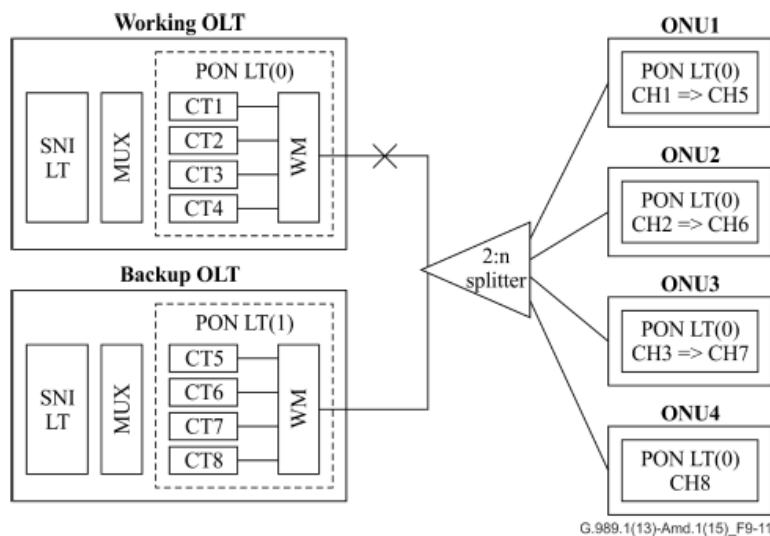 Working OLT
PON LT(0)
SNI
LT
MUX
CT1
CT2
CT3
CT4
WM
Backup OLT
PON LT(1)
SNI
LT
MUX
CT5
CT6
CT7
CT8
WM
2:n
splitter
ONU1
PON LT(0)
CH1 => CH5
ONU2
PON LT(0)
CH2 => CH6
ONU3
PON LT(0)
CH3 => CH7
ONU4
PON LT(0)
CH8
G.989.1(13)-Amd.1(15)_F9-11